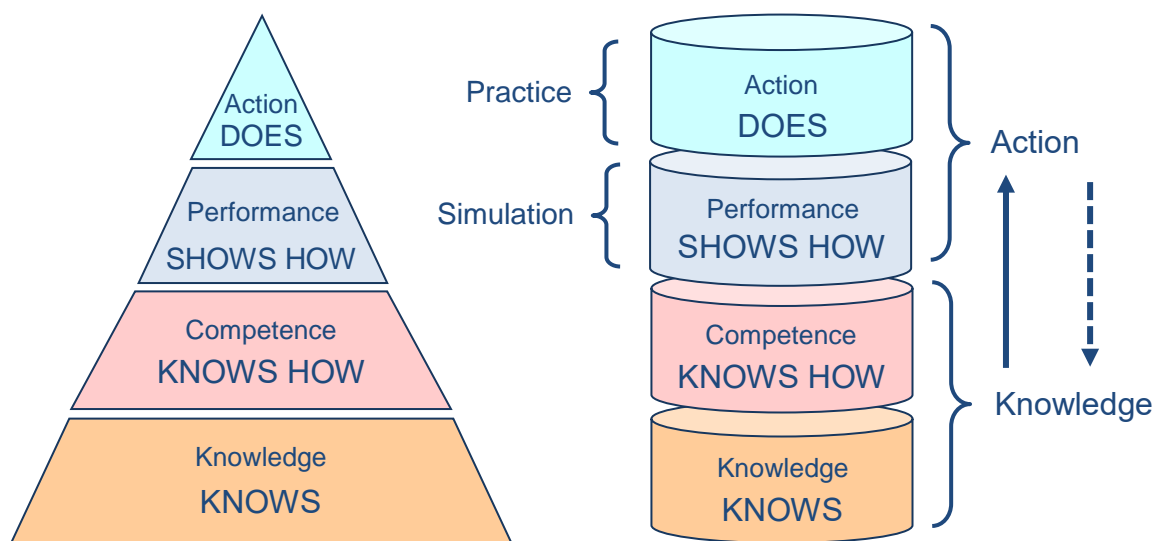 Action
DOES
Performance
SHOWS HOW
Competence
KNOWS HOW
Knowledge
KNOWS
Practice
Simulation
Action
DOES
Performance
SHOWS HOW
Competence
KNOWS HOW
Knowledge
KNOWS
Action
Knowledge